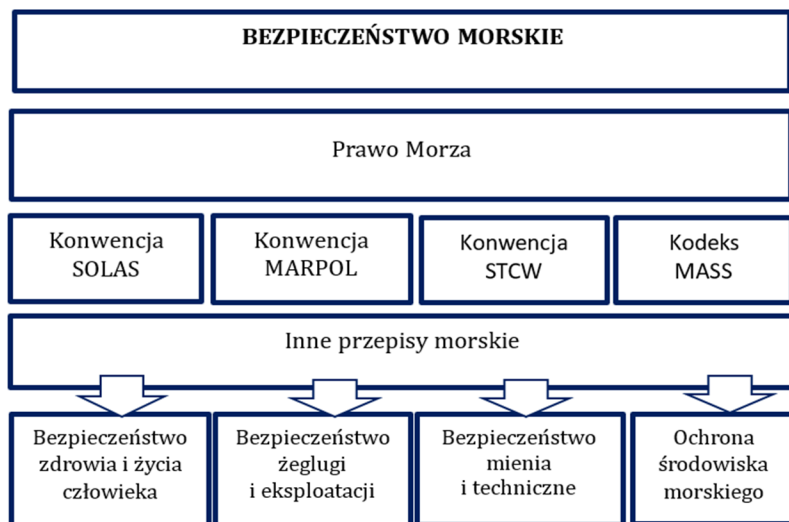 BEZPIECZEŃSTWO MORSKIE
Prawo Morza
Konwencja
SOLAS
Konwencja
MARPOL
Konwencja
STCW
Kodeks
MASS
Inne przepisy morskie
Bezpieczeństwo
zdrowia i życia
człowieka
Bezpieczeństwo
żeglugi
i eksploatacji
Bezpieczeństwo
mienia
i techniczne
Ochrona
środowiska
morskiego